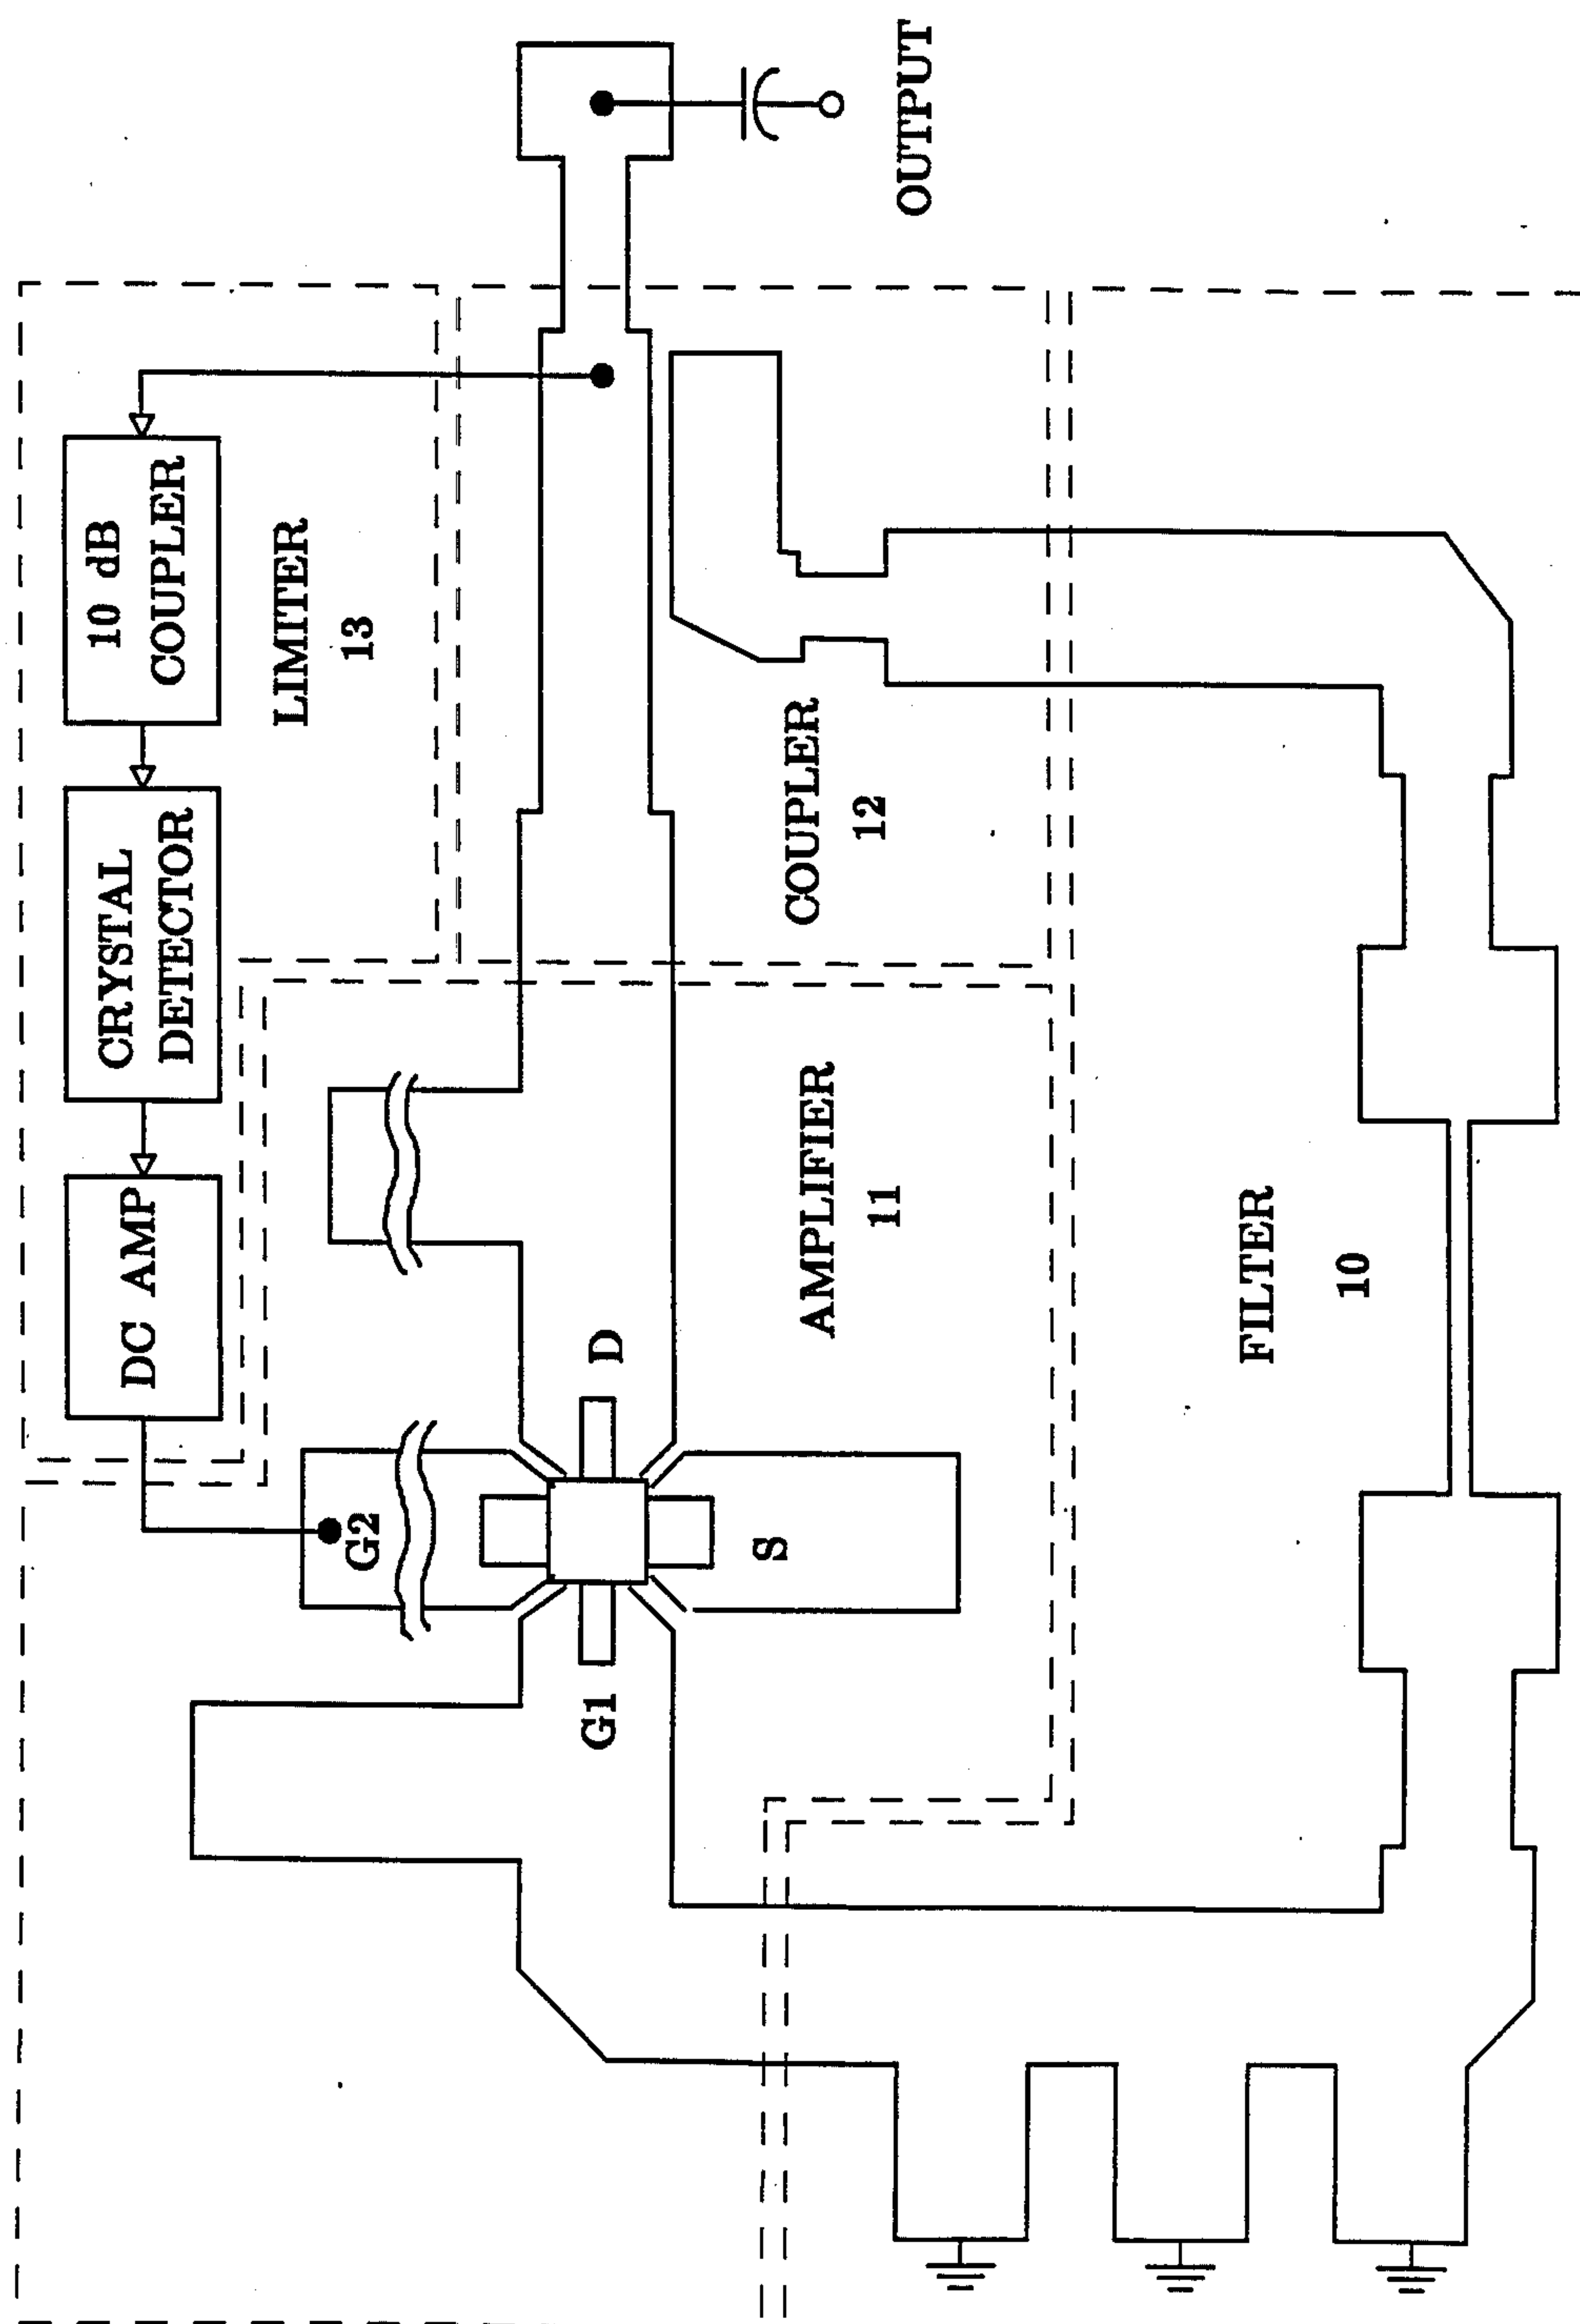 DC AMP
CRYSTAL
DETECTOR
10 dB
COUPLER
LIMITER
13
G2
G1
D
S
AMPLIFIER
11
COUPLER
12
OUTPUT
FILTER
10